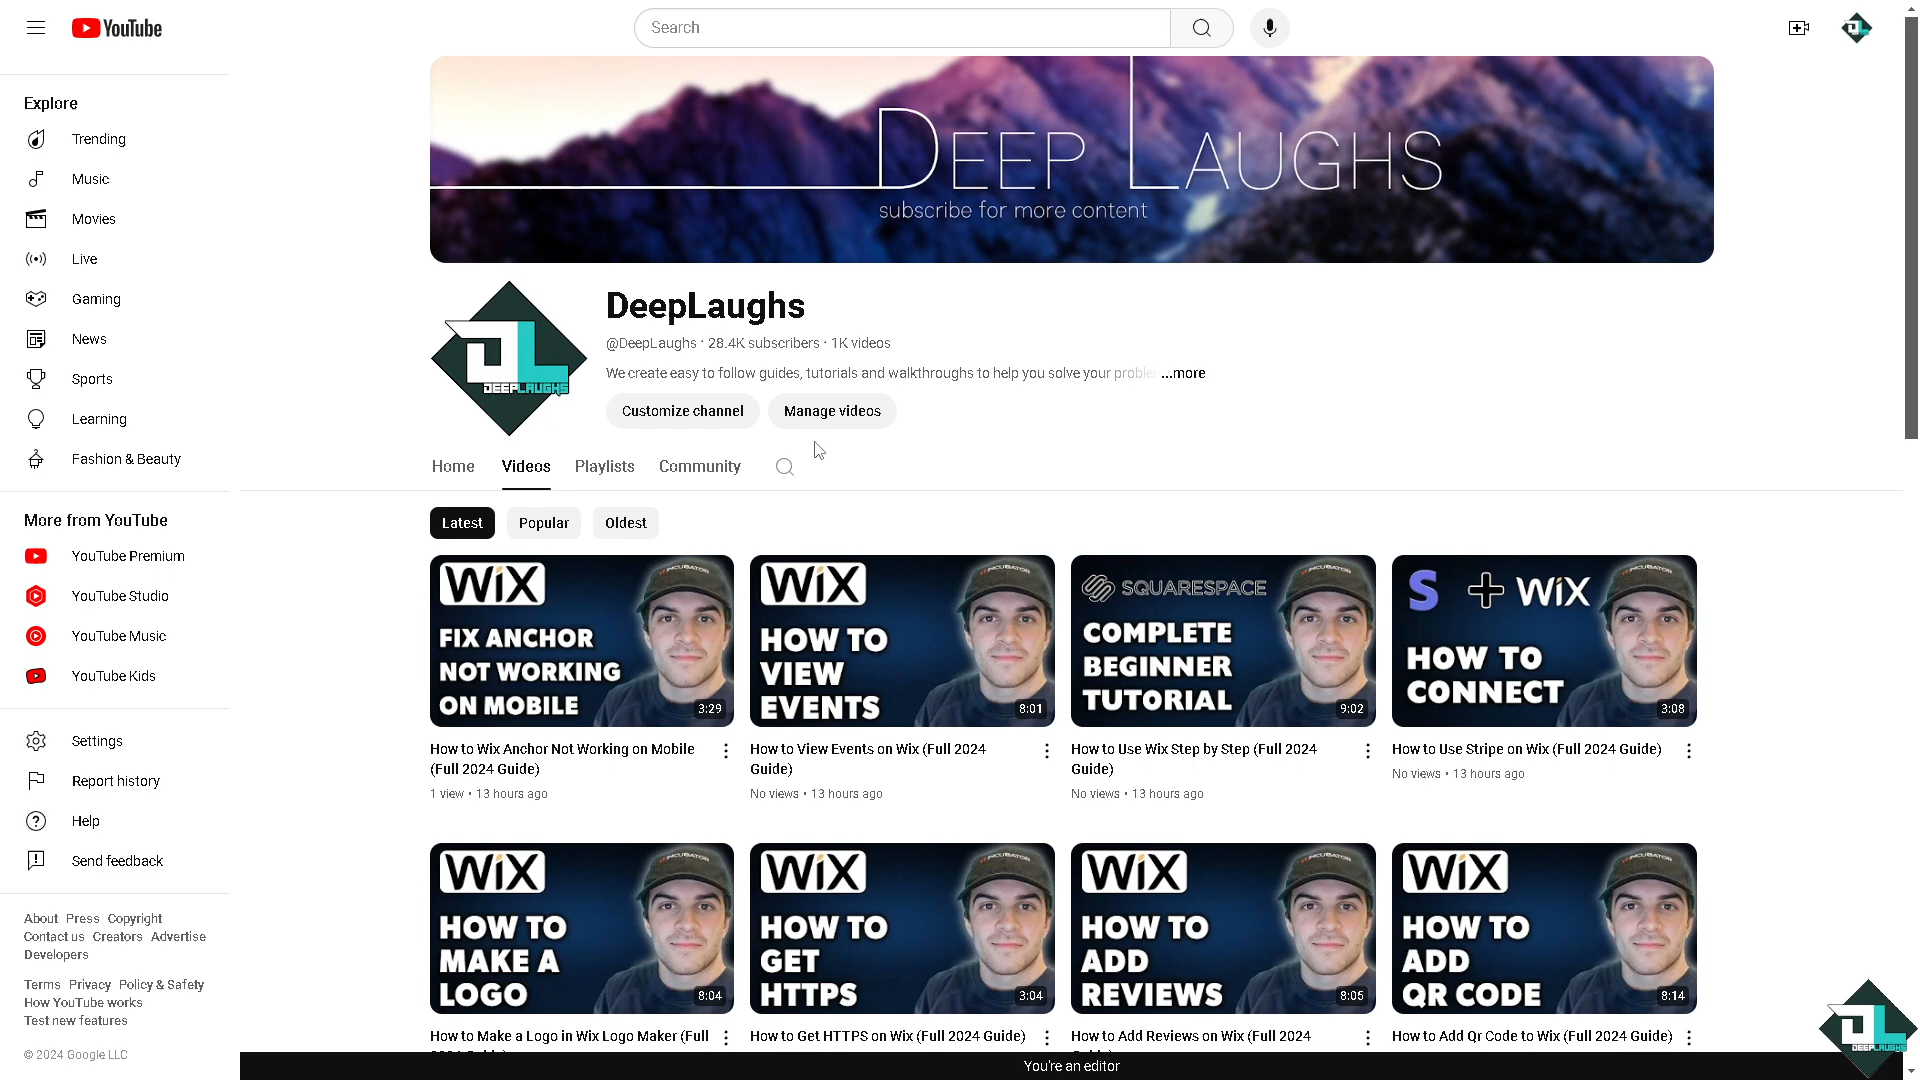 YouTube
Search
Explore
Trending
Music
Movies
Live
Gaming
News
Sports
Learning
Fashion & Beauty
More from YouTube
YouTube Premium
YouTube Studio
YouTube Music
YouTube Kids
Settings
Report history
Help
Send feedback
About Press Copyright
Contact us Creators Advertise
Developers
Terms Privacy Policy & Safety
How YouTube works
Test new features
© 2024 Google LLC
DEEP LAUGHS
subscribe for more content
DL
DEEPLAUGHS
DeepLaughs
@DeepLaughs · 28.4K subscribers · 1K videos
We create easy to follow guides, tutorials and walkthroughs to help you solve your ...more
Customize channel Manage videos
Home Videos Playlists Community
Latest Popular Oldest
WiX
FIX ANCHOR
NOT WORKING
ON MOBILE
INCUBATOR
3:29
How to Wix Anchor Not Working on Mobile
(Full 2024 Guide)
1 view • 13 hours ago
WiX
HOW TO
VIEW
EVENTS
INCUBATOR
8:01
How to View Events on Wix (Full 2024
Guide)
No views • 13 hours ago
SQUARESPACE
COMPLETE
BEGINNER
TUTORIAL
INCUBATOR
9:02
How to Use Wix Step by Step (Full 2024
Guide)
No views • 13 hours ago
S + WiX
HOW TO
CONNECT
INCUBATOR
3:08
How to Use Stripe on Wix (Full 2024 Guide)
No views • 13 hours ago
WiX
HOW TO
MAKE A
LOGO
INCUBATOR
8:04
How to Make a Logo in Wix Logo Maker (Full
WiX
HOW TO
GET
HTTPS
INCUBATOR
3:04
How to Get HTTPS on Wix (Full 2024 Guide)
WiX
HOW TO
ADD
REVIEWS
INCUBATOR
8:05
How to Add Reviews on Wix (Full 2024
WiX
HOW TO
ADD
QR CODE
INCUBATOR
8:14
How to Add Qr Code to Wix (Full 2024 Guide)
You're an editor
DL
DEEPLAUGHS